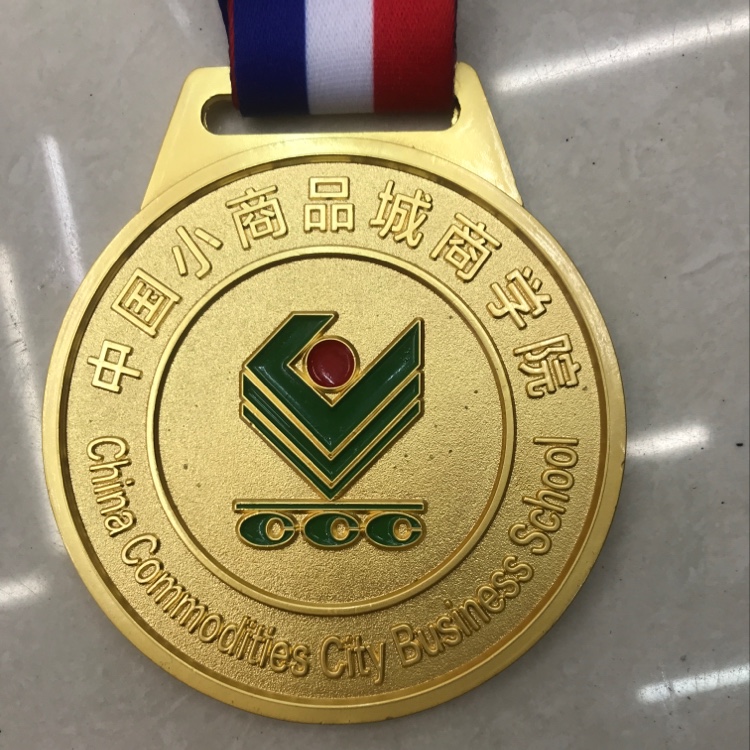 中国小商品城商学院
CCC
China Commodities City Business School